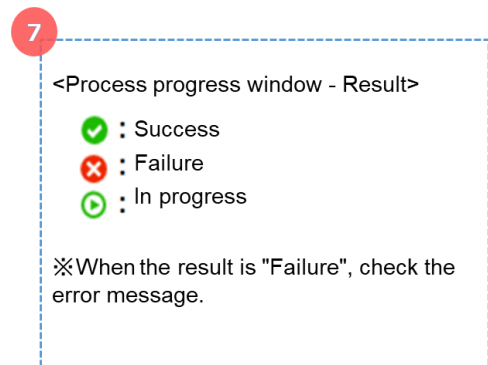 7
<Process progress window - Result>
: Success
: Failure
: In progress
※When the result is "Failure", check the
error message.